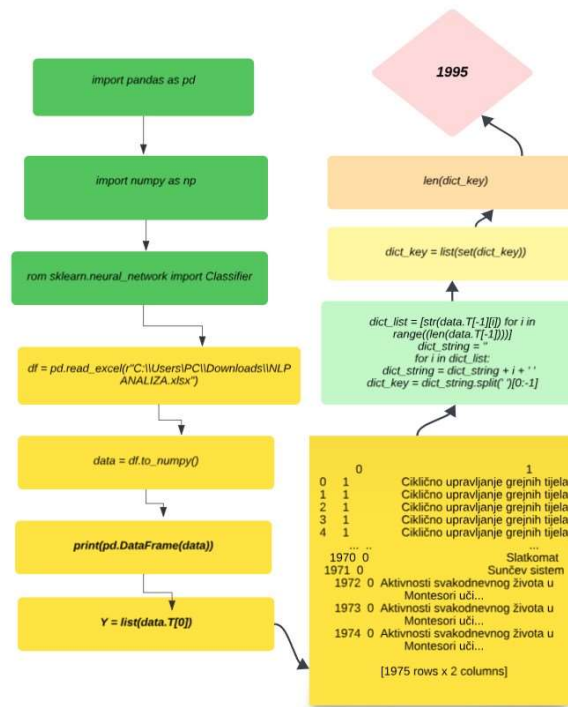 import pandas as pd
import numpy as np
rom sklearn.neural_network import Classifier
df = pd.read_excel(r"C:\\Users\PC\\Downloads\\NLP
ANALIZA.xlsx")
data = df.to_numpy()
print(pd.DataFrame(data))
Y = list(data.T[0])
0 1
0 1 Ciklično upravljanje grejnih tijela
1 1 Ciklično upravljanje grejnih tijela
2 1 Ciklično upravljanje grejnih tijela
3 1 Ciklično upravljanje grejnih tijela
4 1 Ciklično upravljanje grejnih tijela
... .. ...
1970 0 Slatkomat
1971 0 Sunčev sistem
1972 0 Aktivnosti svakodnevnog života u
Montesori uči...
1973 0 Aktivnosti svakodnevnog života u
Montesori uči...
1974 0 Aktivnosti svakodnevnog života u
Montesori uči...
[1975 rows x 2 columns]
dict_list = [str(data.T[-1][i]) for i in
range((len(data.T[-1])))]
dict_string = ''
for i in dict_list:
dict_string = dict_string + i + ' '
dict_key = dict_string.split(' ')[0:-1]
dict_key = list(set(dict_key))
len(dict_key)
1995